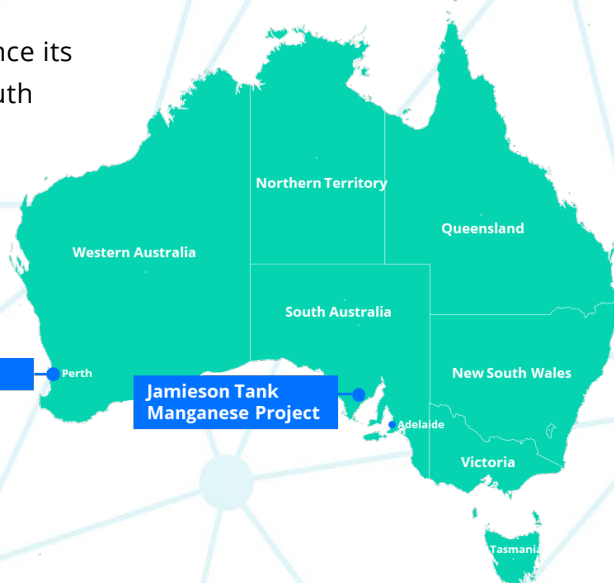 nce its
uth
Northern Territory
Queensland
Western Australia
South Australia
Perth
New South Wales
Jamieson Tank
Manganese Project
Adelaide
Victoria
Tasmania